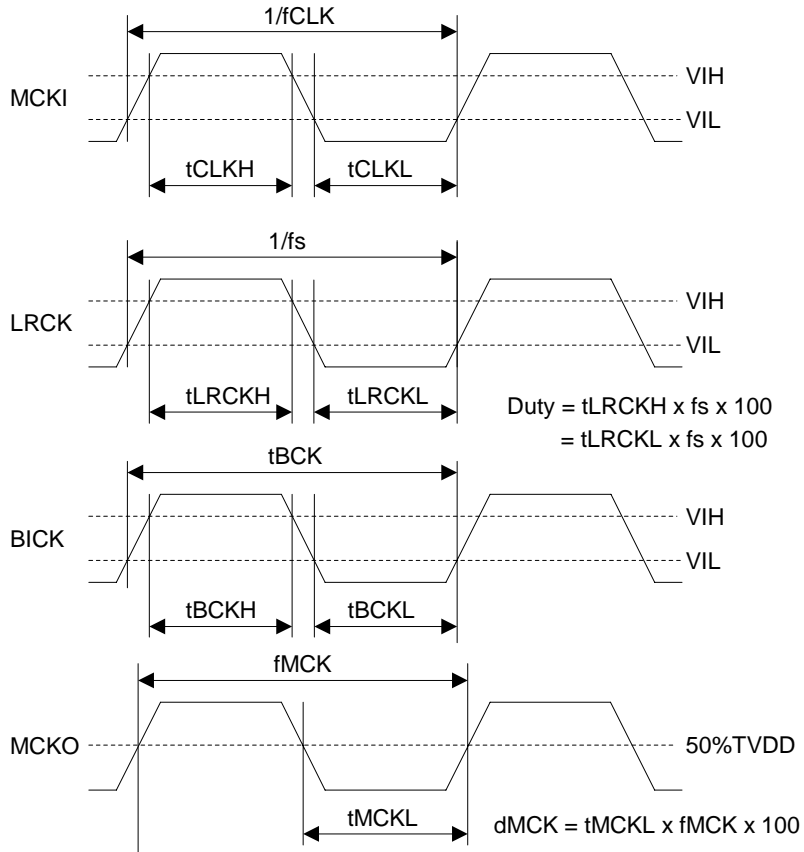 1/fCLK
MCKI
VIH
VIL
tCLKH
tCLKL
1/fs
LRCK
VIH
VIL
tLRCKH
tLRCKL
Duty = tLRCKH x fs x 100
= tLRCKL x fs x 100
tBCK
BICK
VIH
VIL
tBCKH
tBCKL
fMCK
MCKO
50%TVDD
tMCKL
dMCK = tMCKL x fMCK x 100